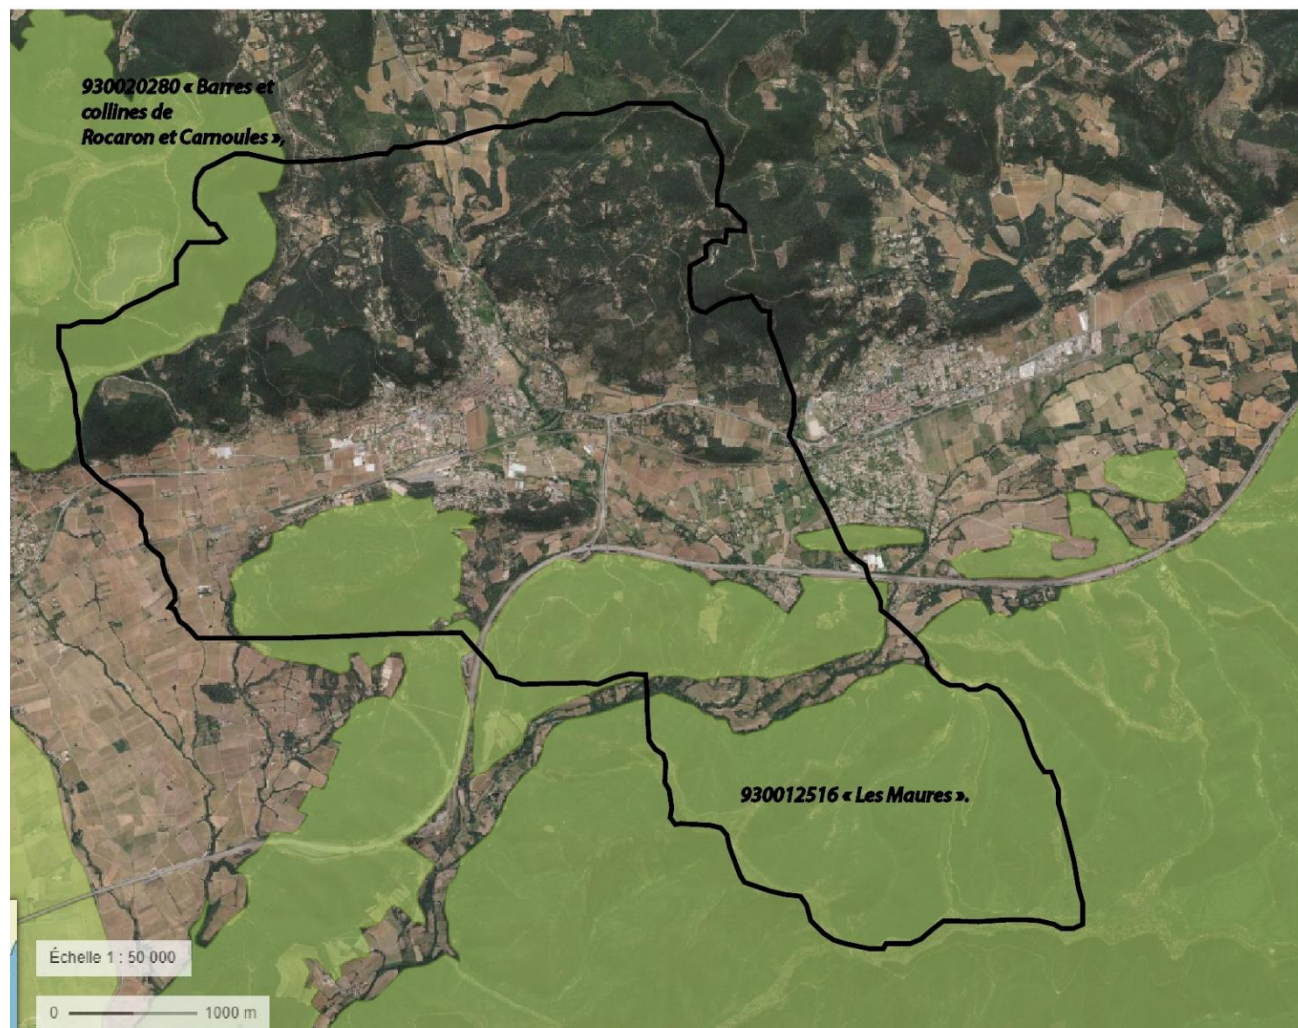 930020280 « Barres et
collines de
Rocaron et Carnoules »,
930012516 « Les Maures ».
Échelle 1 : 50 000
0 1000 m